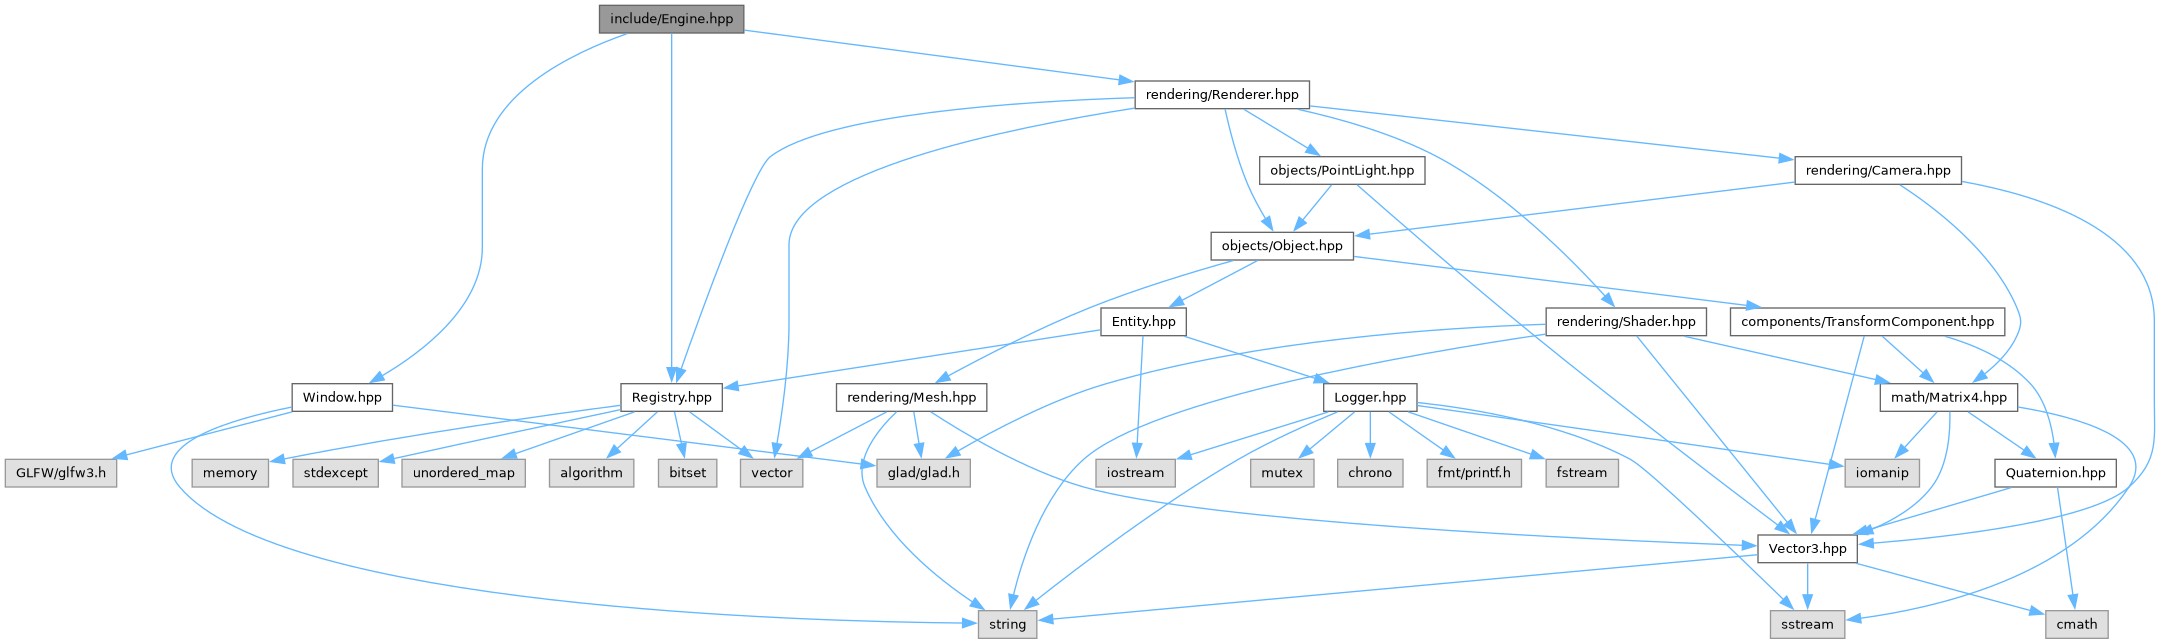 include/Engine.hpp
rendering/Renderer.hpp
objects/PointLight.hpp
rendering/Camera.hpp
objects/Object.hpp
Entity.hpp
rendering/Shader.hpp
components/TransformComponent.hpp
Window.hpp
Registry.hpp
rendering/Mesh.hpp
Logger.hpp
math/Matrix4.hpp
GLFW/glfw3.h
memory
stdexcept
unordered_map
algorithm
bitset
vector
glad/glad.h
iostream
mutex
chrono
fmt/printf.h
fstream
iomanip
Quaternion.hpp
Vector3.hpp
string
sstream
cmath